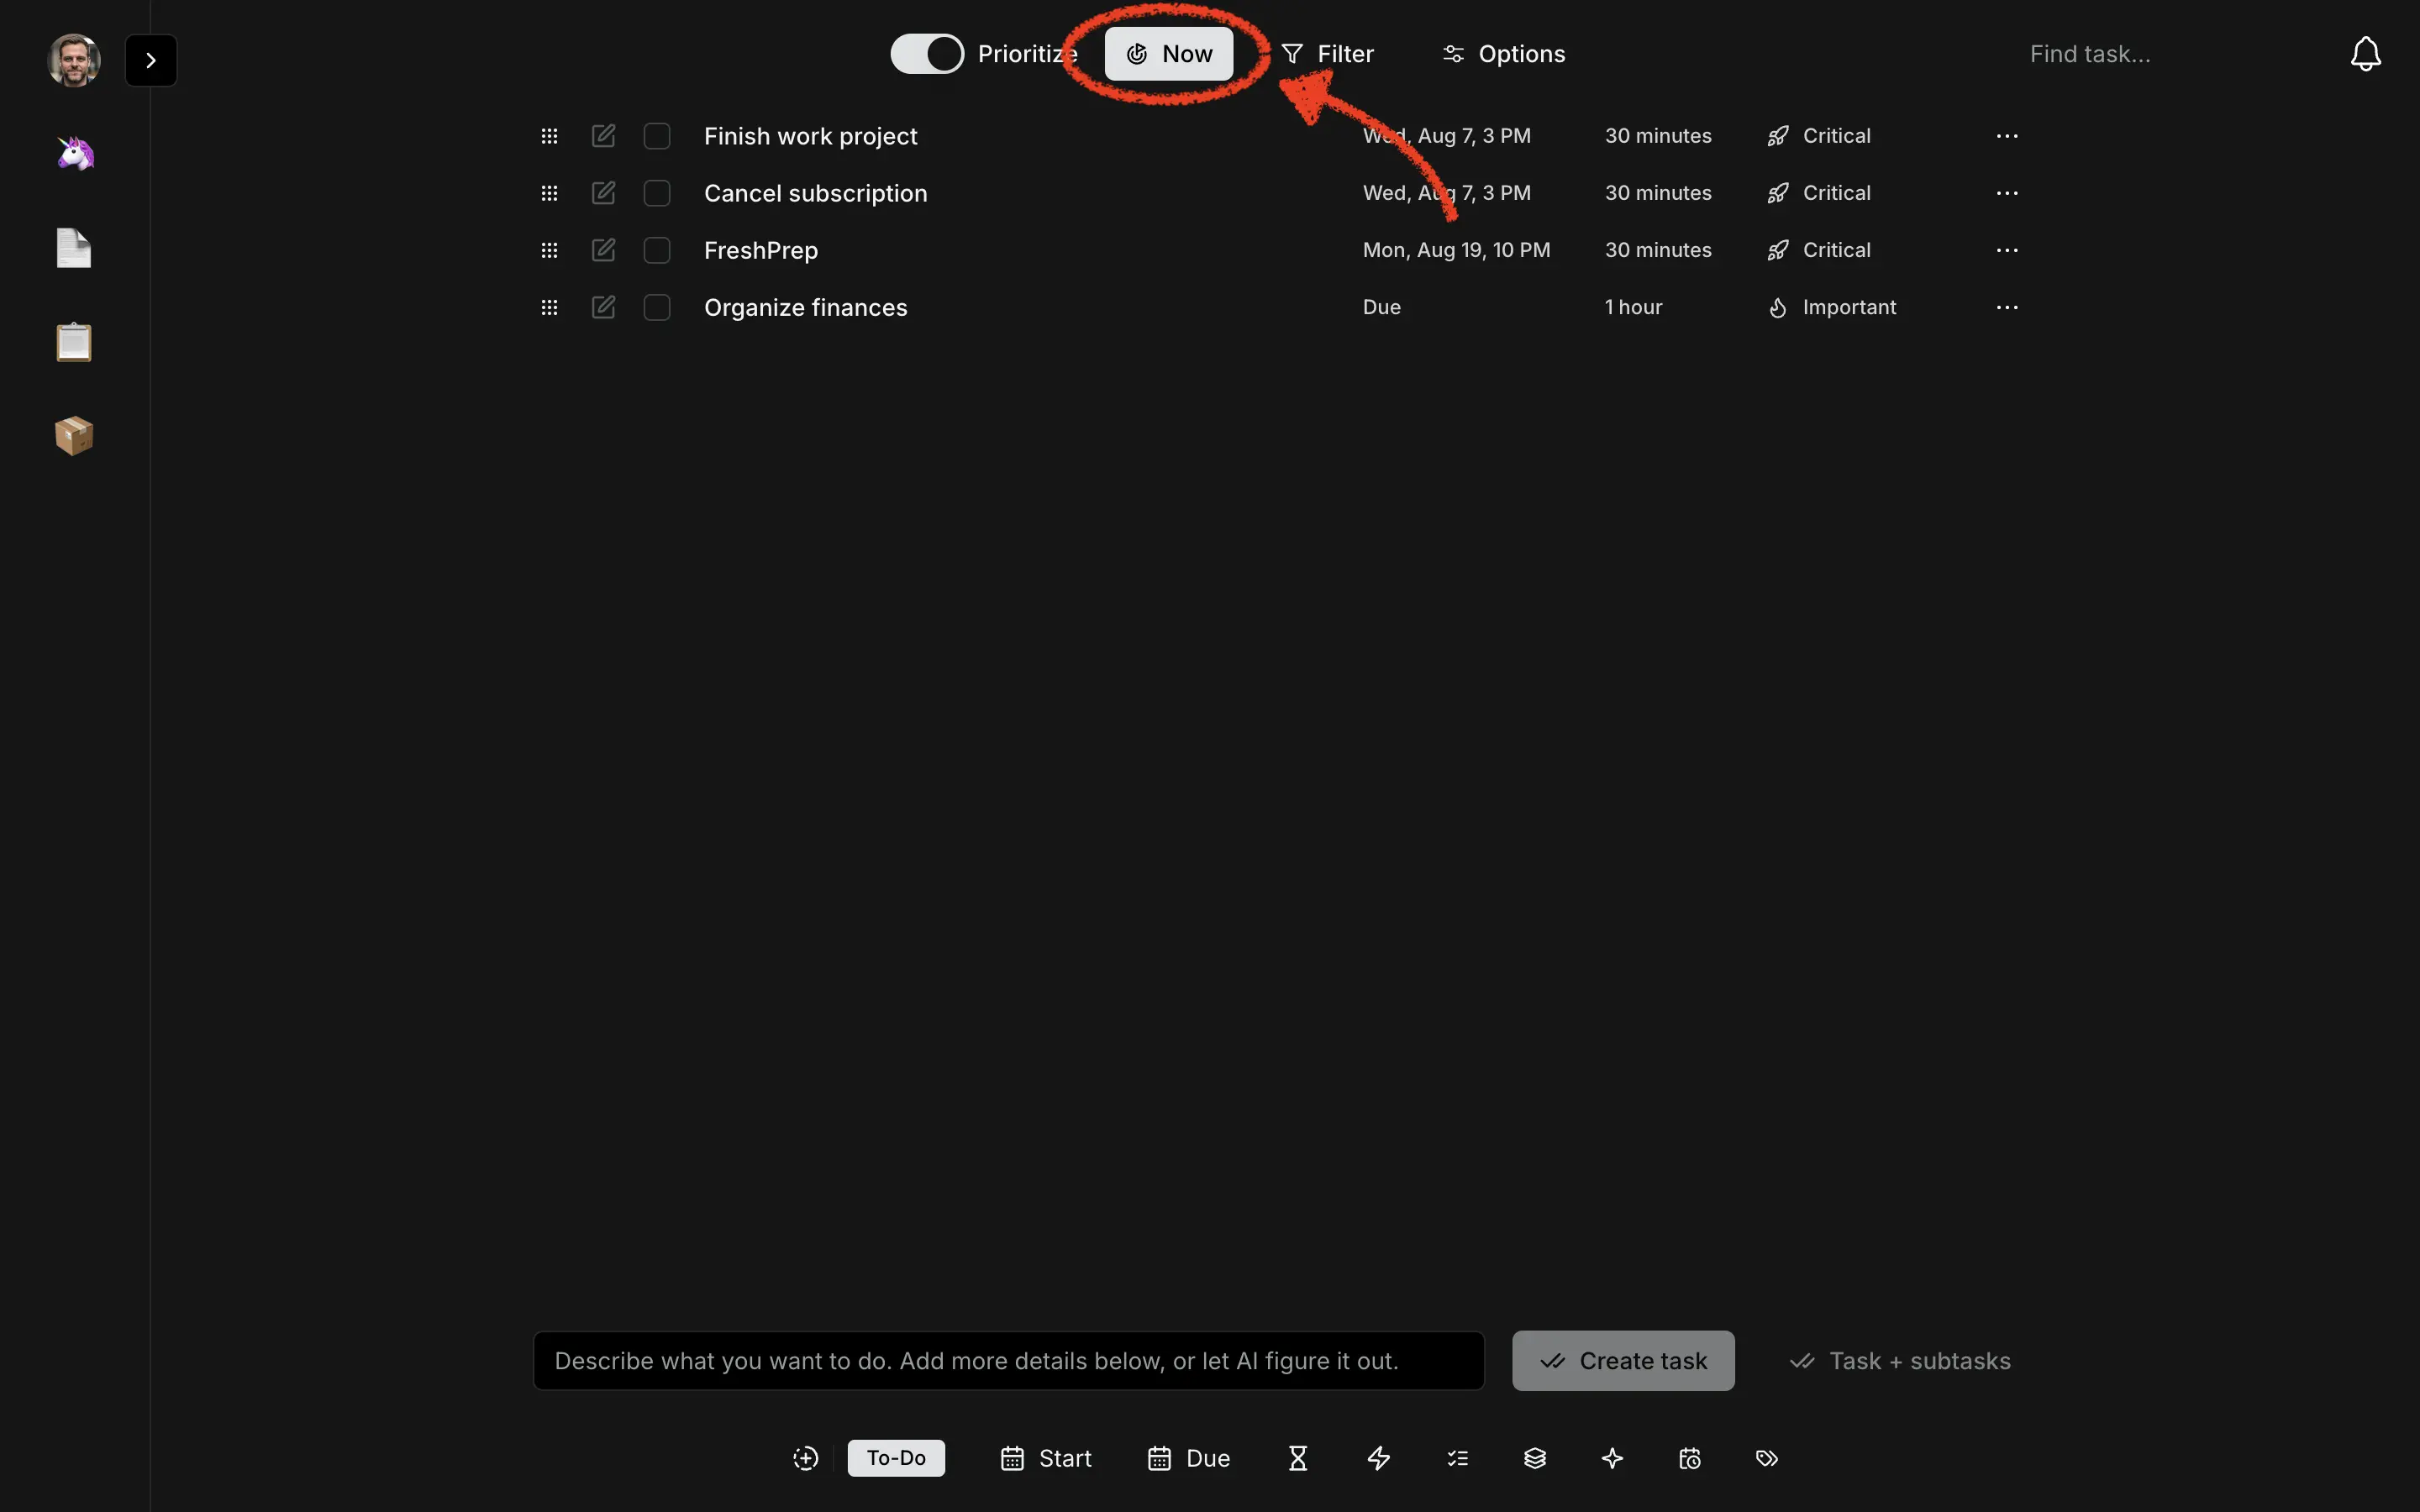 Prioritize Now Filter Options Find task...
Finish work project Wed, Aug 7, 3 PM 30 minutes Critical
Cancel subscription Wed, Aug 7, 3 PM 30 minutes Critical
FreshPrep Mon, Aug 19, 10 PM 30 minutes Critical
Organize finances Due 1 hour Important
Describe what you want to do. Add more details below, or let AI figure it out. Create task Task + subtasks
To-Do Start Due